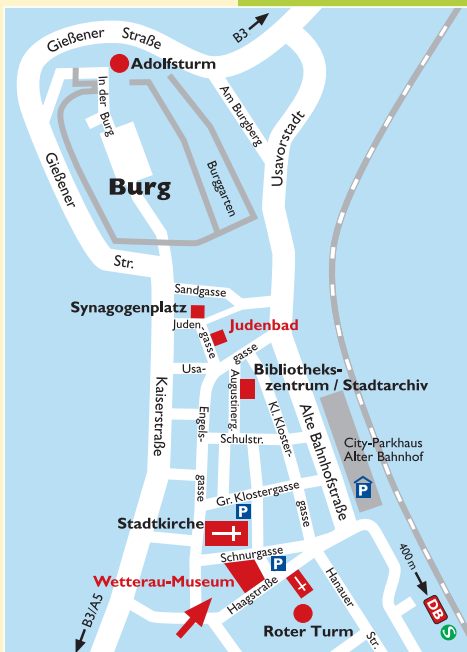 Gießener Straße
B3
Adolfsturm
In der Burg
Am Burgberg
Usavorstadt
Gießener
Str.
Burg
Burggarten
Sandgasse
Synagogenplatz
Juden-
gasse
Judenbad
Usa-
gasse
Bibliotheks-
zentrum / Stadtarchiv
Kaiserstraße
Engels-
gasse
Augustinerg.
Kl. Kloster-
gasse
Alte Bahnhofstraße
Schulstr.
City-Parkhaus
Alter Bahnhof
P
Gr. Klostergasse
P
Stadtkirche
Schnurgasse
P
Wetterau-Museum
Haagstraße
Hanauer
Str.
Roter Turm
400 m
DB
S
B3/A5